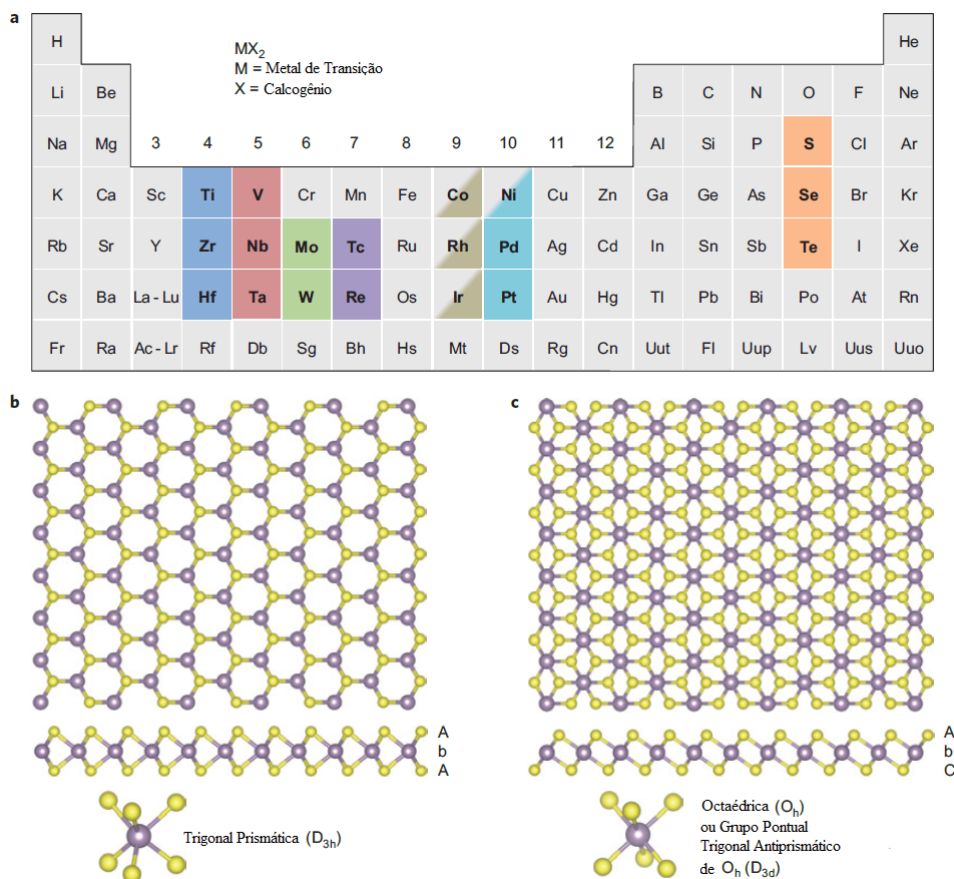 a
H He
MX₂
M = Metal de Transição
X = Calcogênio
Li Be B C N O F Ne
Na Mg 3 4 5 6 7 8 9 10 11 12 Al Si P S Cl Ar
K Ca Sc Ti V Cr Mn Fe Co Ni Cu Zn Ga Ge As Se Br Kr
Rb Sr Y Zr Nb Mo Tc Ru Rh Pd Ag Cd In Sn Sb Te I Xe
Cs Ba La - Lu Hf Ta W Re Os Ir Pt Au Hg Tl Pb Bi Po At Rn
Fr Ra Ac - Lr Rf Db Sg Bh Hs Mt Ds Rg Cn Uut Fl Uup Lv Uus Uuo
b
A
b
A
Trigonal Prismática (D₃h)
c
A
b
C
Octaédrica (Oh)
ou Grupo Pontual
Trigonal Antiprismático
de Oh (D₃d)